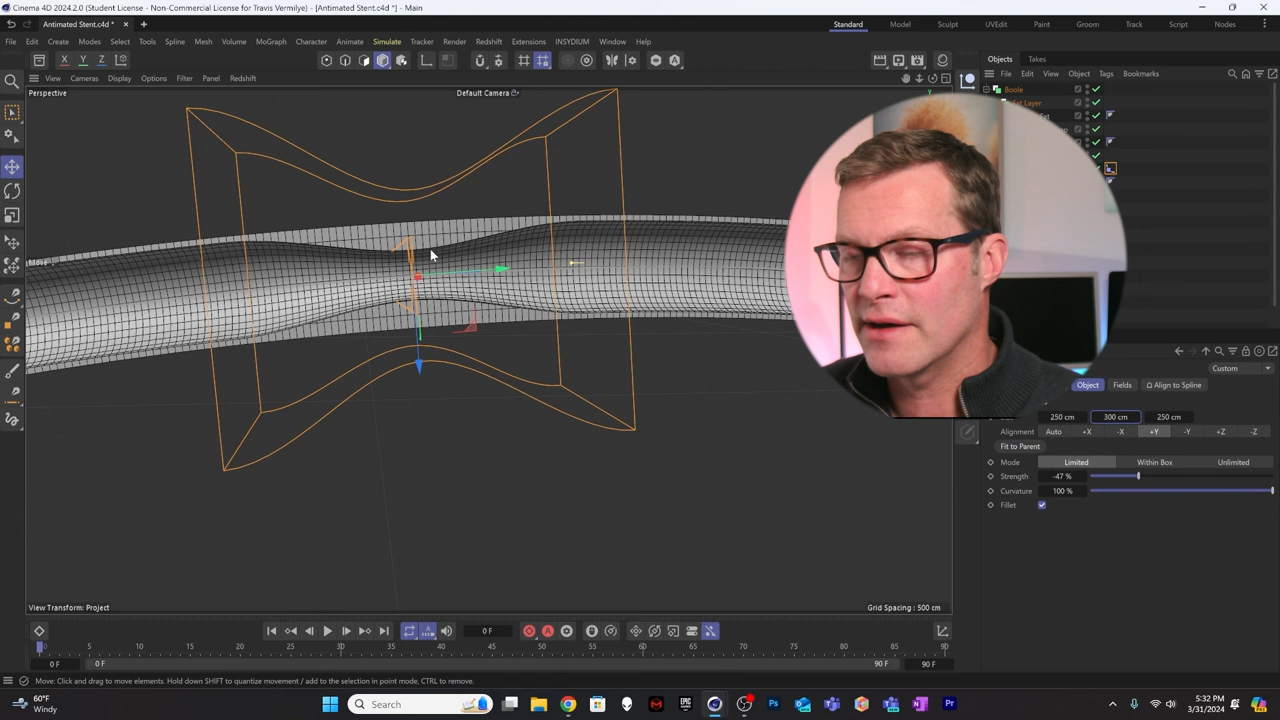 Cinema 4D 2024.2.0 (Student License - Non-Commercial License for Travis Vermilye) - [Antimated Stent.c4d *] - Main
Antimated Stent.c4d *
Standard Model Sculpt UVEdit Paint Groom Track Script Nodes
File Edit Create Modes Select Tools Spline Mesh Volume MoGraph Character Animate Simulate Tracker Render Redshift Extensions INSYDIUM Window Help
X Y Z
Objects Takes
View Cameras Display Options Filter Panel Redshift
File Edit View Object Tags Bookmarks
Perspective
Default Camera
Boole
Move
Custom
Object Fields Align to Spline
250 cm 300 cm 250 cm
Alignment Auto +X -X +Y -Y +Z -Z
Fit to Parent
Mode Limited Within Box Unlimited
Strength -47 %
Curvature 100 %
Fillet
View Transform: Project
Grid Spacing : 500 cm
0 F
0 5 10 15 20 25 30 35 40 45 50 55 60 65 70 75 80 85 90
0 F 0 F 90 F 90 F
Move: Click and drag to move elements. Hold down SHIFT to quantize movement / add to the selection in point mode, CTRL to remove.
60°F
Windy
Search
5:32 PM
3/31/2024